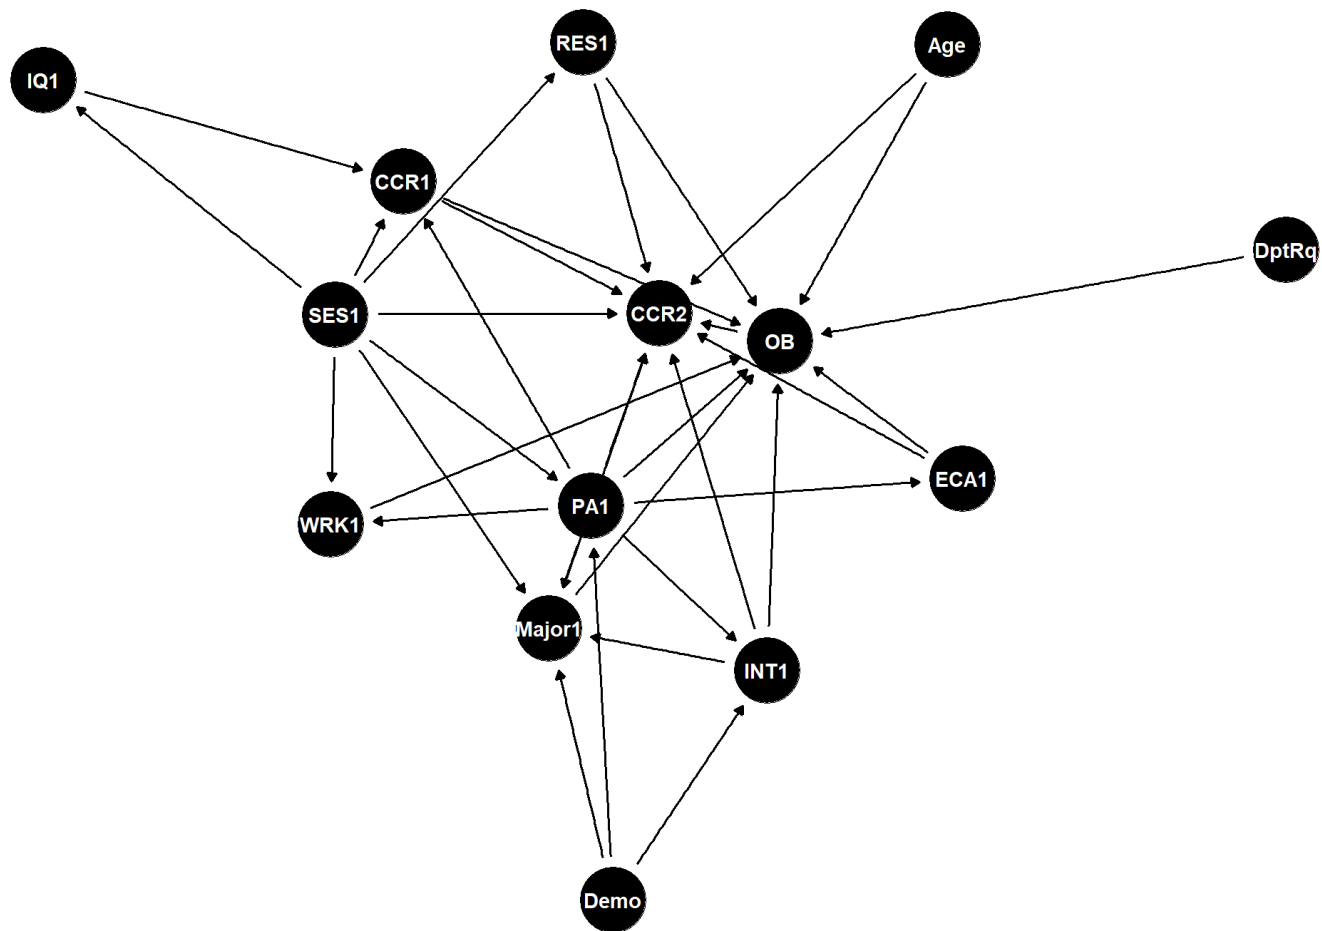 RES1
Age
IQ1
CCR1
DptRq
CCR2
SES1
OB
ECA1
PA1
WRK1
Major1
INT1
Demo